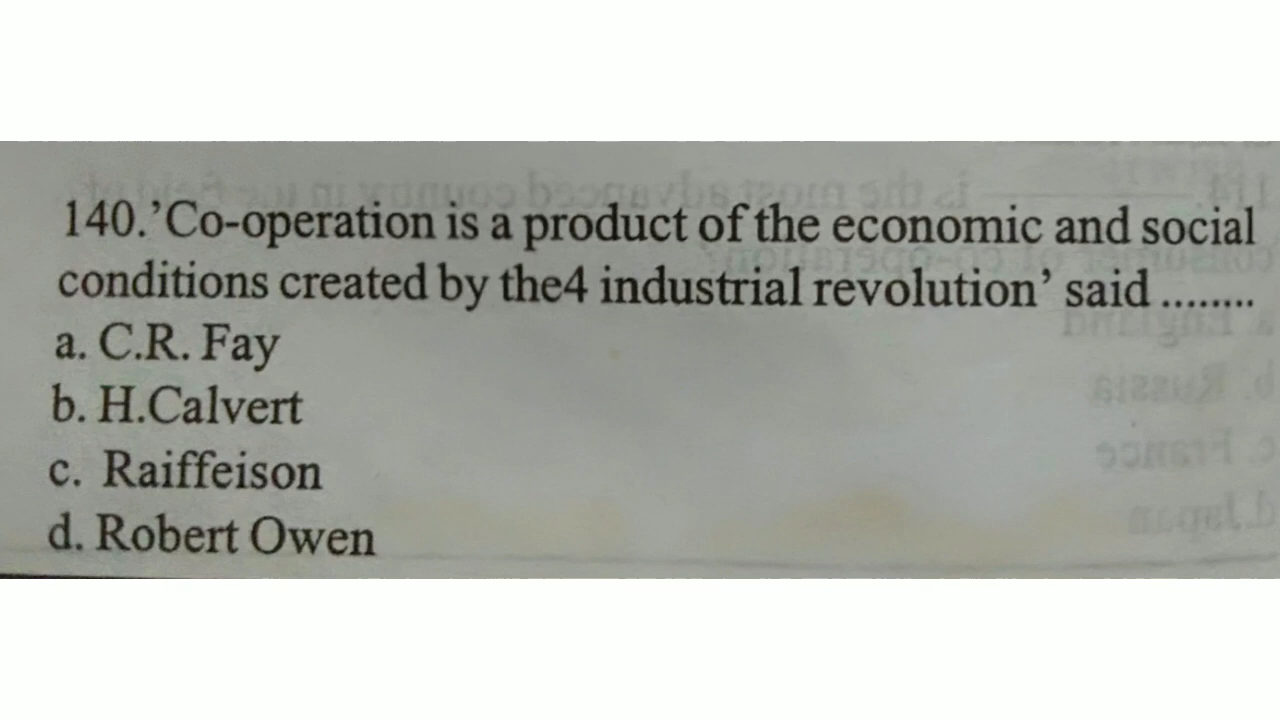 140.’Co-operation is a product of the economic and social
conditions created by the4 industrial revolution’ said ........
a. C.R. Fay
b. H.Calvert
c. Raiffeison
d. Robert Owen